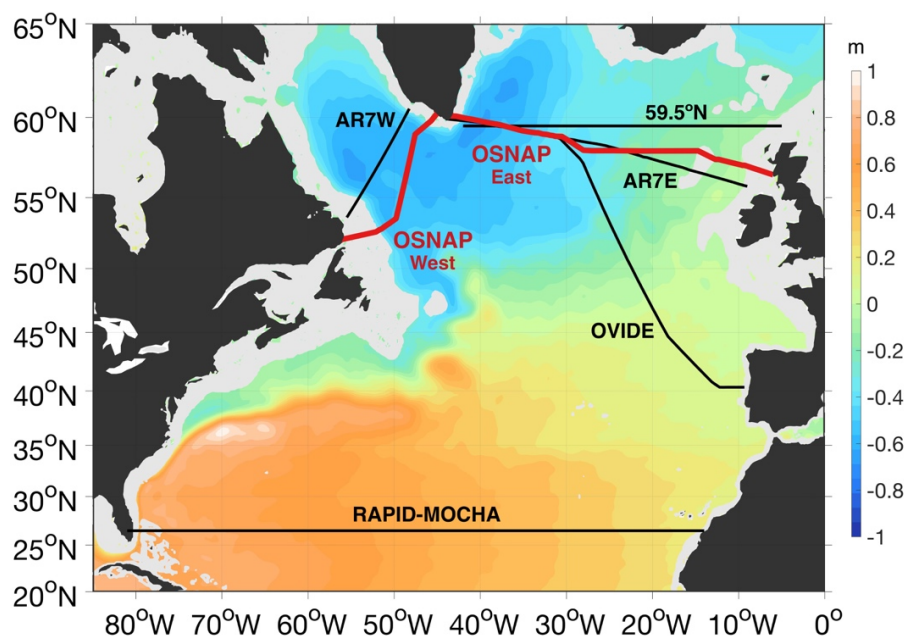 65°N
60°N
55°N
50°N
45°N
40°N
35°N
30°N
25°N
20°N
80°W
70°W
60°W
50°W
40°W
30°W
20°W
10°W
0°
AR7W
59.5°N
OSNAP
East
AR7E
OSNAP
West
OVIDE
RAPID-MOCHA
m
1
0.8
0.6
0.4
0.2
0
-0.2
-0.4
-0.6
-0.8
-1